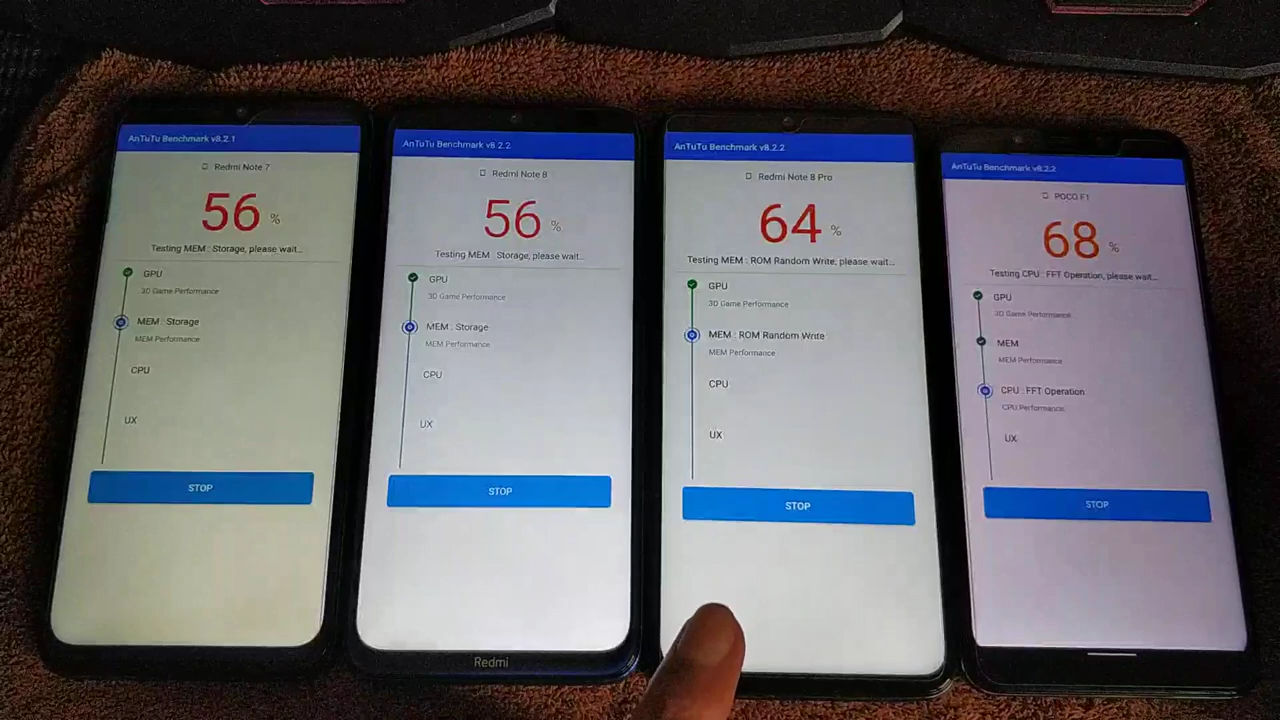 AnTuTu Benchmark v8.2.1
Redmi Note 7
56 %
Testing MEM : Storage, please wait...
GPU
3D Game Performance
MEM : Storage
MEM Performance
CPU
UX
STOP
AnTuTu Benchmark v8.2.2
Redmi Note 8
56 %
Testing MEM : Storage, please wait...
GPU
3D Game Performance
MEM : Storage
MEM Performance
CPU
UX
STOP
Redmi
AnTuTu Benchmark v8.2.2
Redmi Note 8 Pro
64 %
Testing MEM : ROM Random Write, please wait...
GPU
3D Game Performance
MEM : ROM Random Write
MEM Performance
CPU
UX
STOP
AnTuTu Benchmark v8.2.2
POCO F1
68 %
Testing CPU : FFT Operation, please wait...
GPU
3D Game Performance
MEM
MEM Performance
CPU : FFT Operation
CPU Performance
UX
STOP